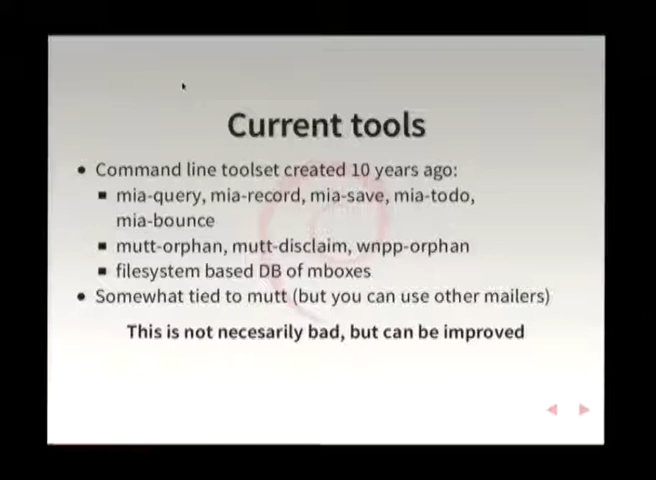 Current tools
• Command line toolset created 10 years ago:
▪ mia-query, mia-record, mia-save, mia-todo,
mia-bounce
▪ mutt-orphan, mutt-disclaim, wnpp-orphan
▪ filesystem based DB of mboxes
• Somewhat tied to mutt (but you can use other mailers)
This is not necesarily bad, but can be improved